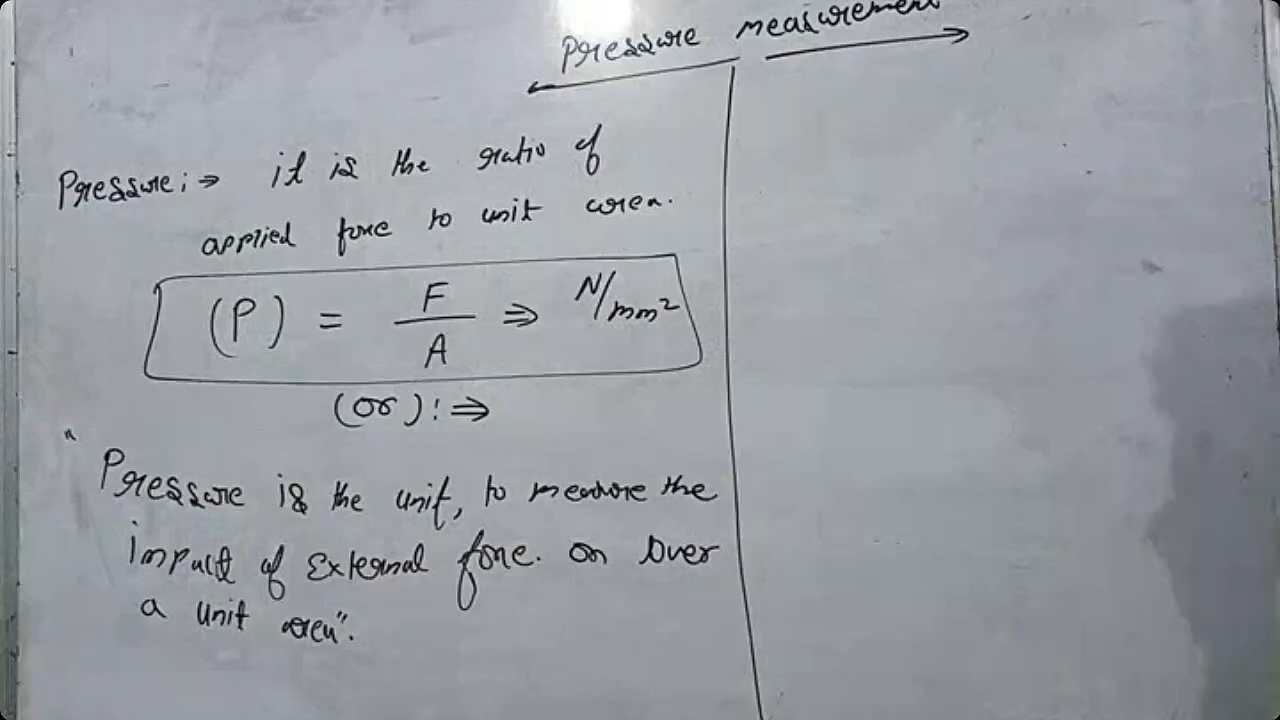 Pressure measurement
Pressure; → it is the ratio of
applied force to unit area.
(P) = F/A ⇒ N/mm²
(or) : ⇒
"Pressure is the unit, to measure the
impact of External force. on over
a unit area".